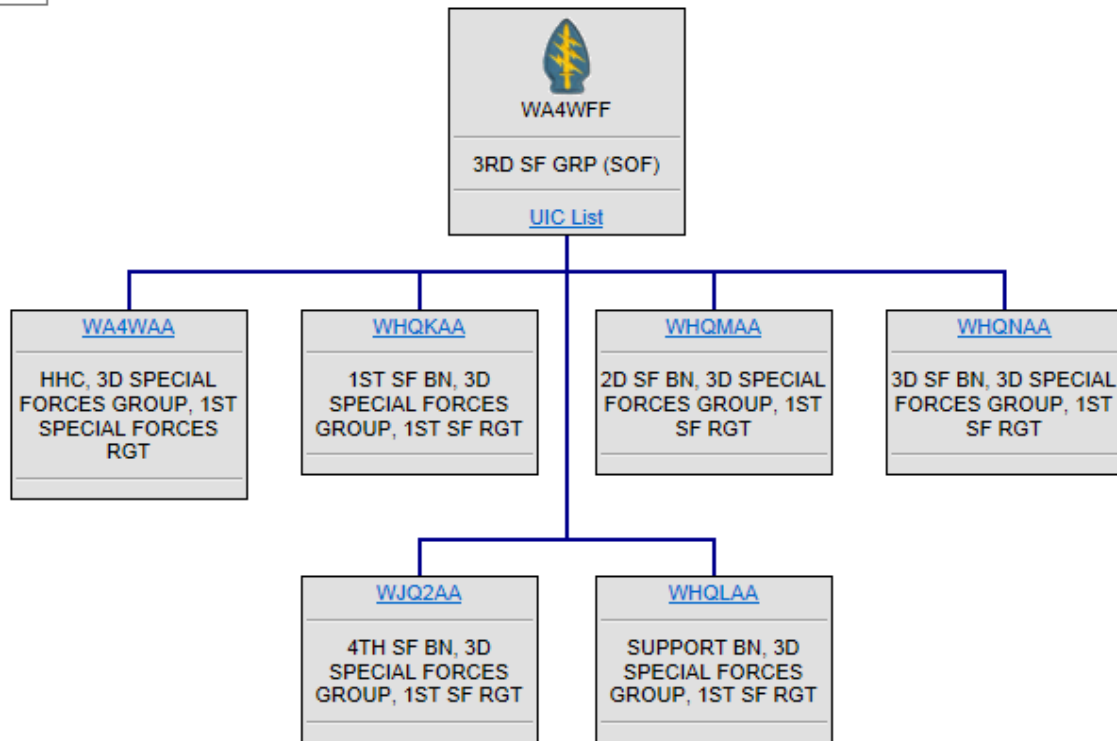 WA4WFF
3RD SF GRP (SOF)
UIC List
WA4WAA
HHC, 3D SPECIAL
FORCES GROUP, 1ST
SPECIAL FORCES
RGT
WHQKAA
1ST SF BN, 3D
SPECIAL FORCES
GROUP, 1ST SF RGT
WHQMAA
2D SF BN, 3D SPECIAL
FORCES GROUP, 1ST
SF RGT
WHQNAA
3D SF BN, 3D SPECIAL
FORCES GROUP, 1ST
SF RGT
WJQ2AA
4TH SF BN, 3D
SPECIAL FORCES
GROUP, 1ST SF RGT
WHQLAA
SUPPORT BN, 3D
SPECIAL FORCES
GROUP, 1ST SF RGT